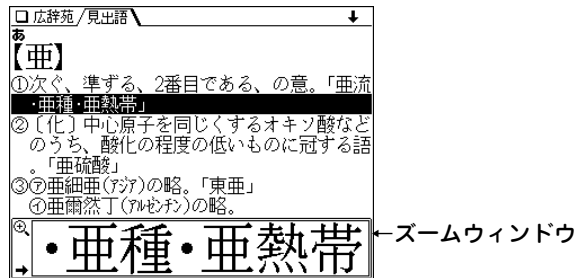 広辞苑/見出語
あ
【亜】
①次ぐ、準ずる、2番目である、の意。「亜流
・亜種・亜熱帯」
②〔化〕中心原子を同じくするオキソ酸など
のうち、酸化の程度の低いものに冠する語
。「亜硫酸」
③㋐亜細亜(アジア)の略。「東亜」
㋑亜爾然丁(アルゼンチン)の略。
・亜種・亜熱帯
←ズームウィンドウ